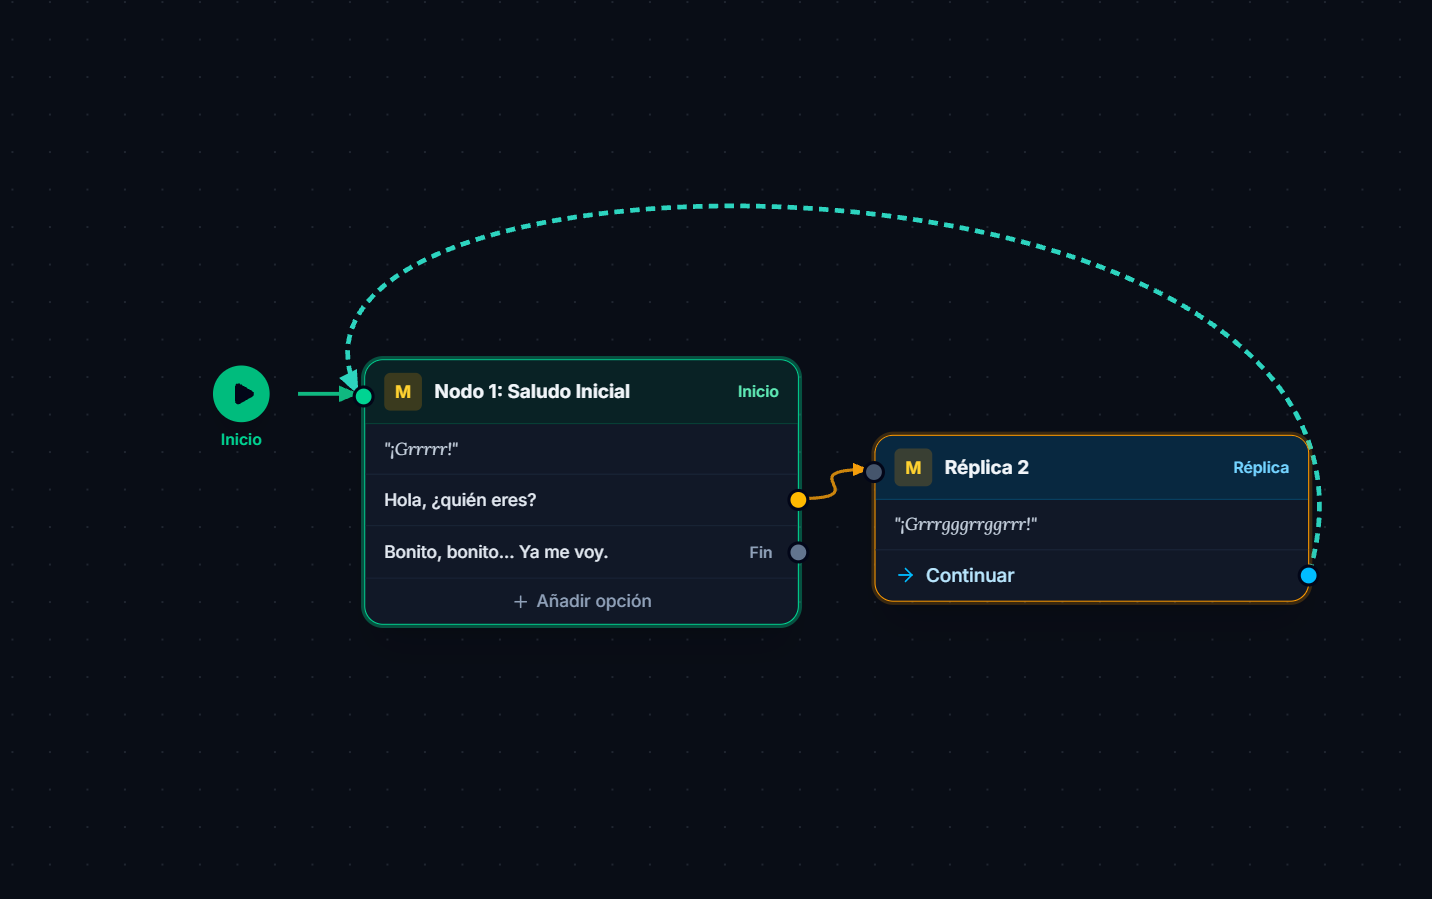 Inicio
M Nodo 1: Saludo Inicial Inicio
"¡Grrrrr!"
Hola, ¿quién eres?
Bonito, bonito... Ya me voy. Fin
+ Añadir opción
M Réplica 2 Réplica
"¡Grrrgggrrggrrr!"
→ Continuar